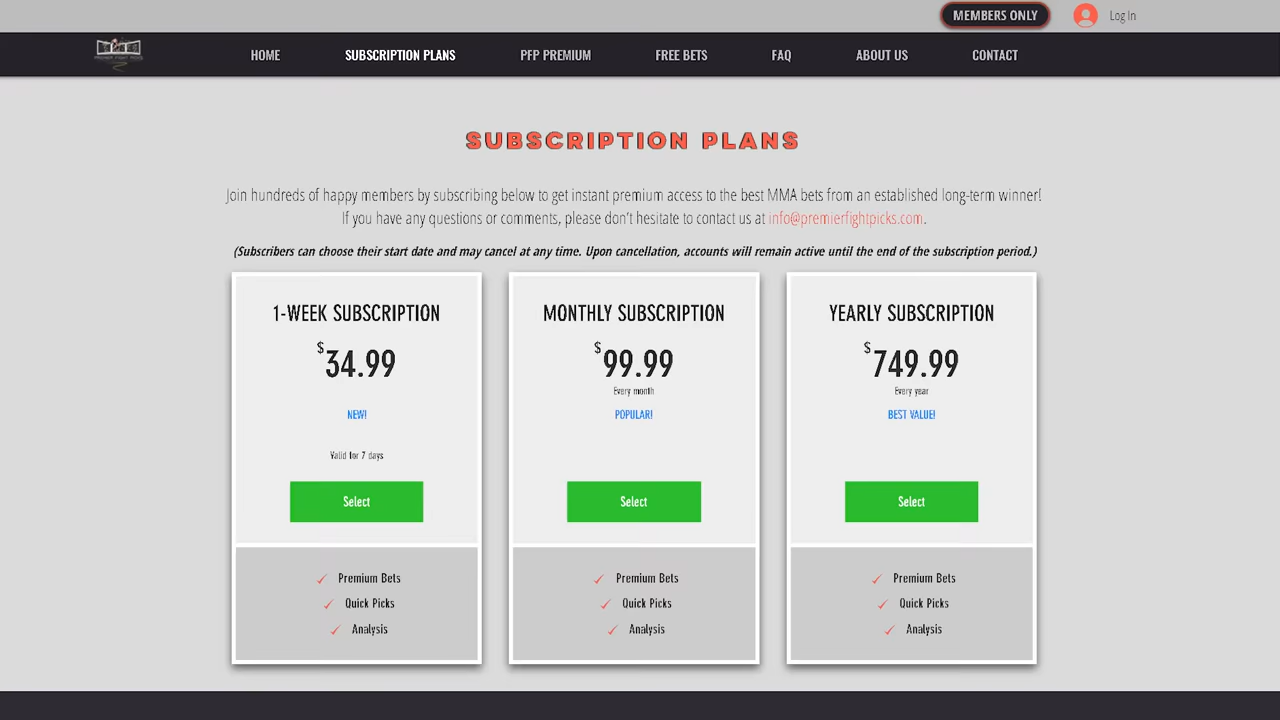 MEMBERS ONLY
Log In
HOME
SUBSCRIPTION PLANS
PFP PREMIUM
FREE BETS
FAQ
ABOUT US
CONTACT
SUBSCRIPTION PLANS
Join hundreds of happy members by subscribing below to get instant premium access to the best MMA bets from an established long-term winner!
If you have any questions or comments, please don't hesitate to contact us at info@premierfightpicks.com.
(Subscribers can choose their start date and may cancel at any time. Upon cancellation, accounts will remain active until the end of the subscription period.)
1-WEEK SUBSCRIPTION
$34.99
NEW!
Valid for 7 days
Select
Premium Bets
Quick Picks
Analysis
MONTHLY SUBSCRIPTION
$99.99
Every month
POPULAR!
Select
Premium Bets
Quick Picks
Analysis
YEARLY SUBSCRIPTION
$749.99
Every year
BEST VALUE!
Select
Premium Bets
Quick Picks
Analysis